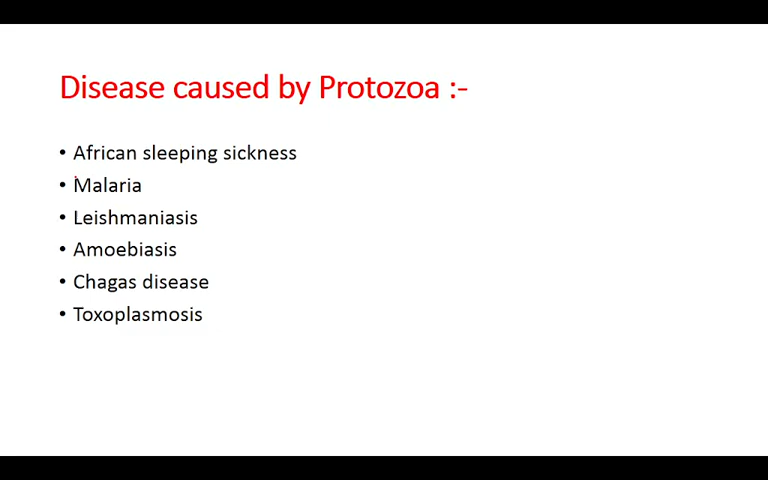 Disease caused by Protozoa :-
• African sleeping sickness
• Malaria
• Leishmaniasis
• Amoebiasis
• Chagas disease
• Toxoplasmosis